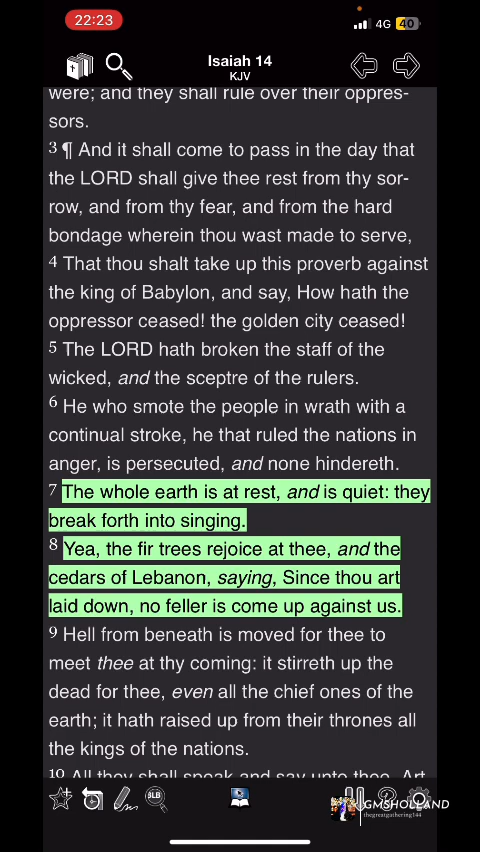 22:23
4G 40
Isaiah 14
KJV
were; and they shall rule over their oppres-
sors.
3 ¶ And it shall come to pass in the day that
the LORD shall give thee rest from thy sor-
row, and from thy fear, and from the hard
bondage wherein thou wast made to serve,
4 That thou shalt take up this proverb against
the king of Babylon, and say, How hath the
oppressor ceased! the golden city ceased!
5 The LORD hath broken the staff of the
wicked, and the sceptre of the rulers.
6 He who smote the people in wrath with a
continual stroke, he that ruled the nations in
anger, is persecuted, and none hindereth.
7 The whole earth is at rest, and is quiet: they
break forth into singing.
8 Yea, the fir trees rejoice at thee, and the
cedars of Lebanon, saying, Since thou art
laid down, no feller is come up against us.
9 Hell from beneath is moved for thee to
meet thee at thy coming: it stirreth up the
dead for thee, even all the chief ones of the
earth; it hath raised up from their thrones all
the kings of the nations.
10 All they shall speak and say unto thee, Art
BLB
GMSHOLLAND
thegreatgathering144